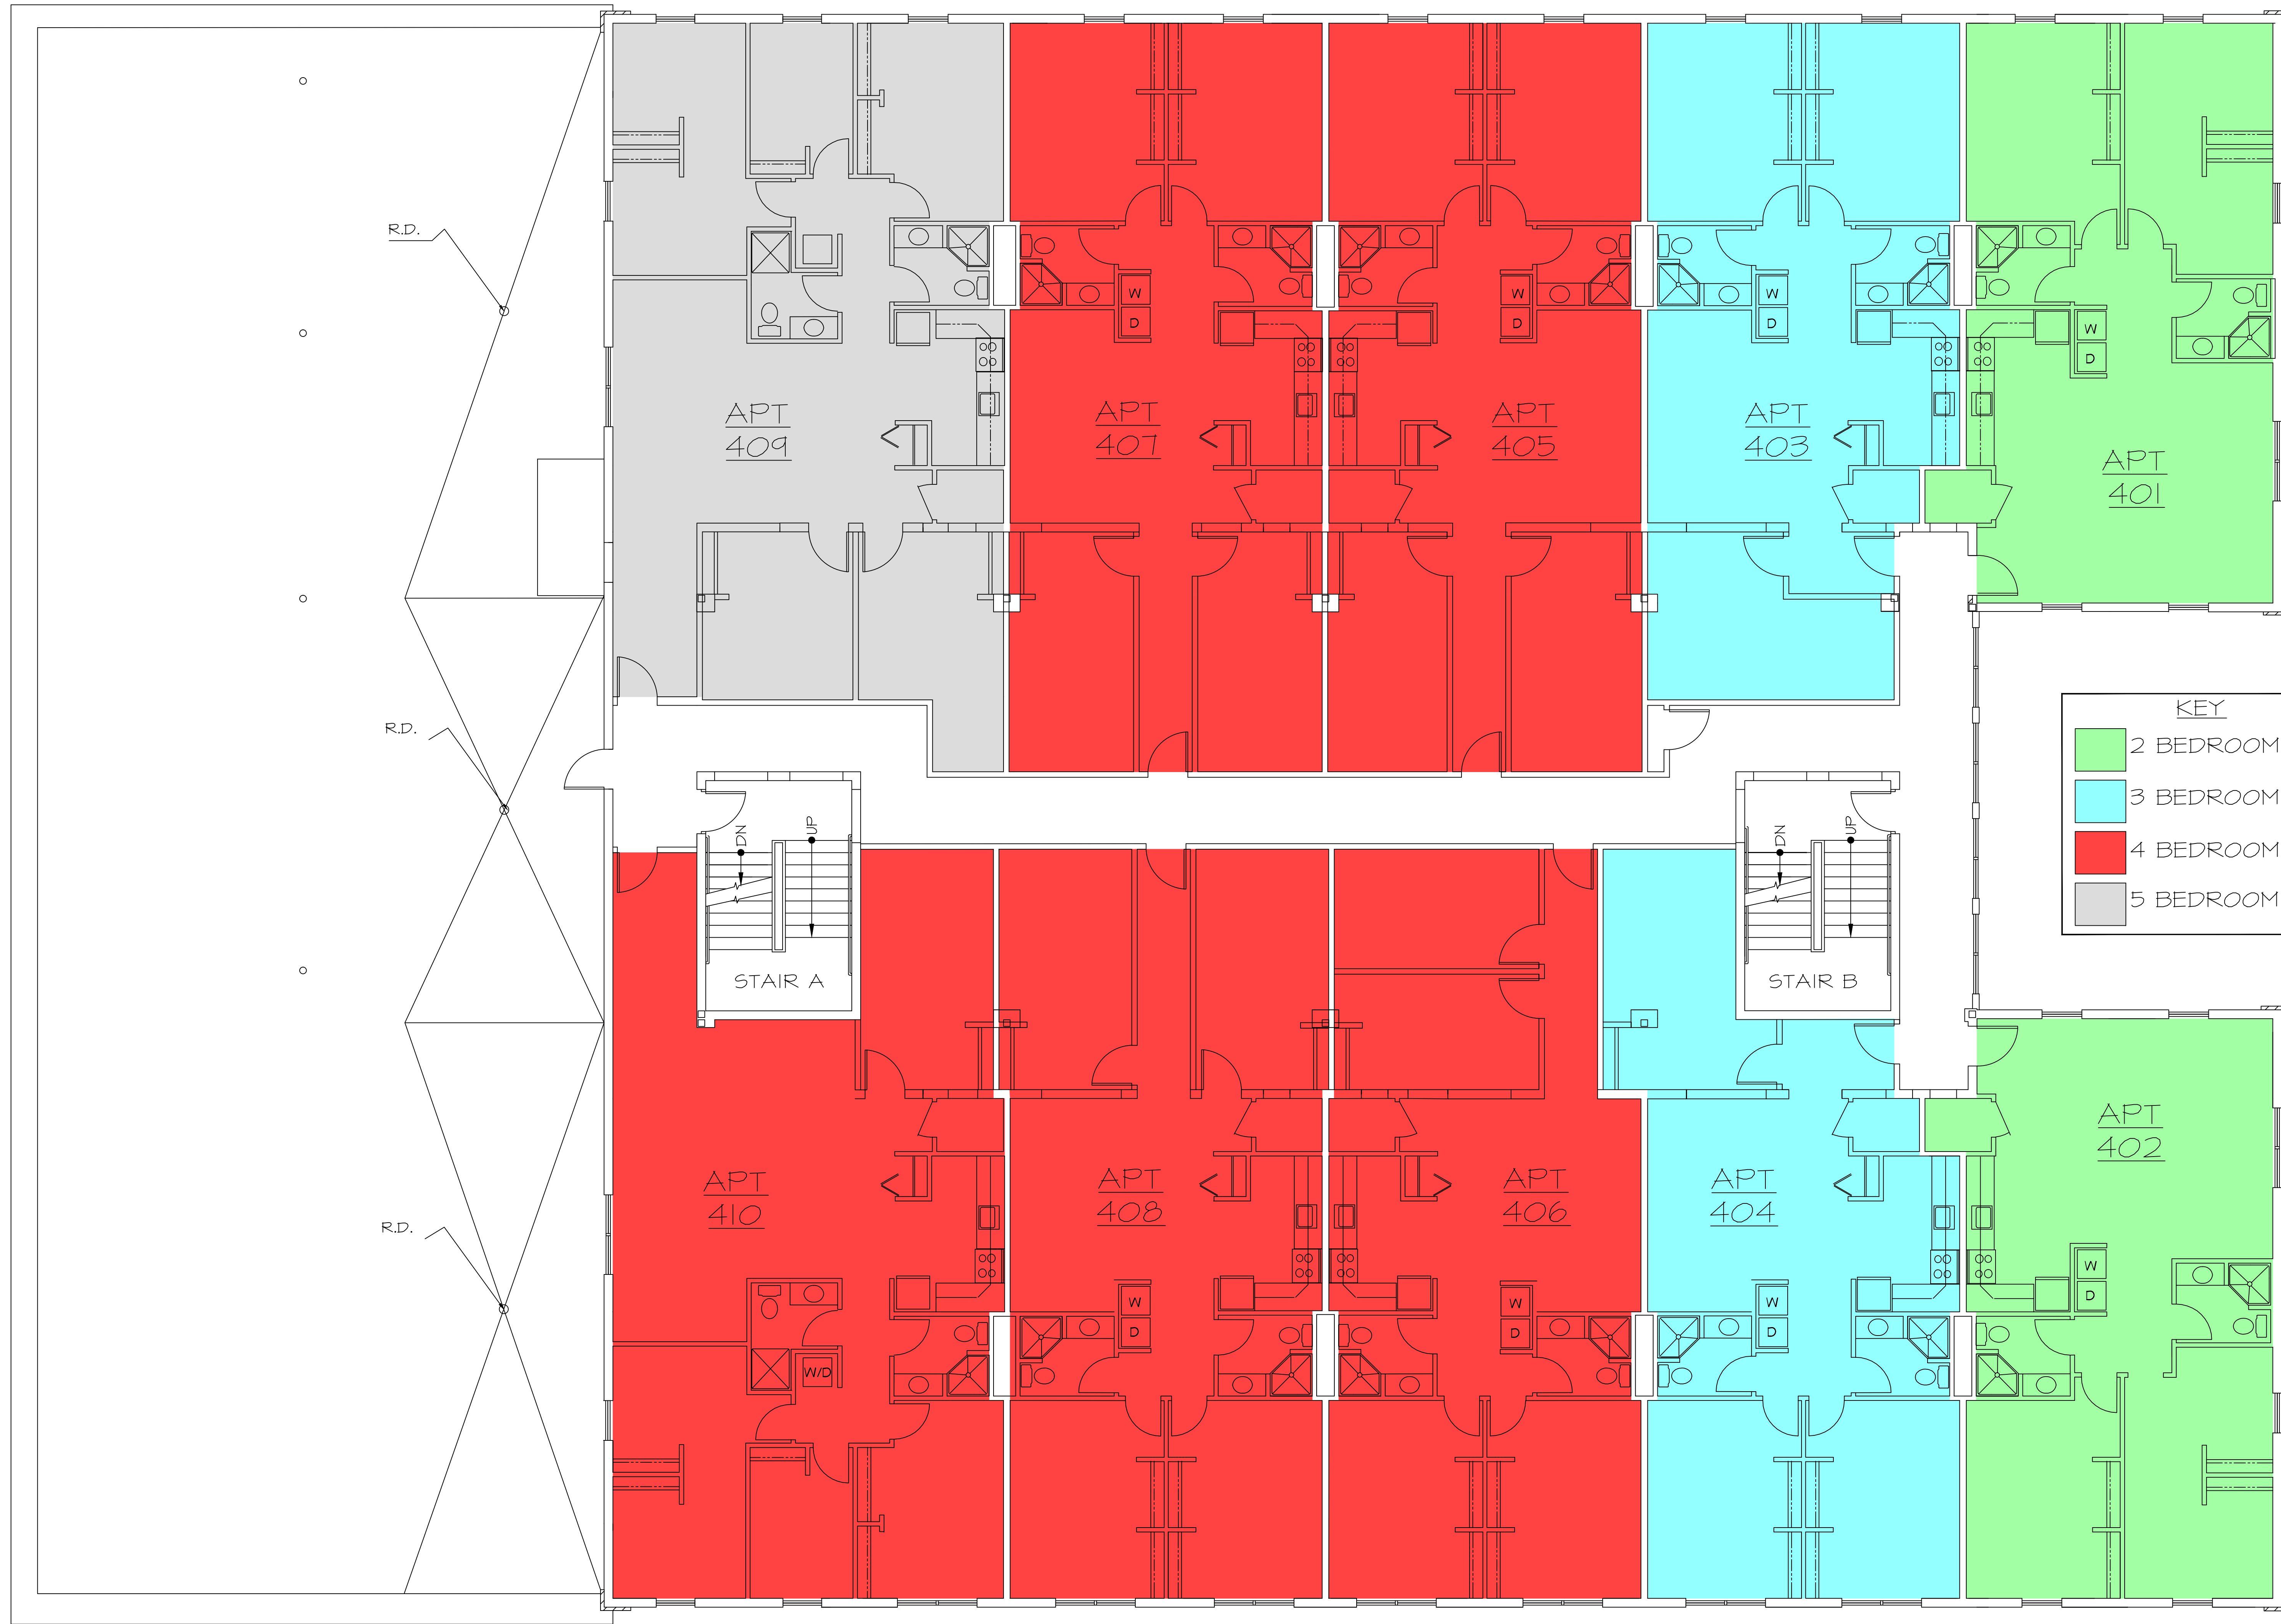 R.D.
W
D
W
D
W
D
W
D
APT
409
APT
407
APT
405
APT
403
APT
401
R.D.
KEY
2 BEDROOM
3 BEDROOM
4 BEDROOM
5 BEDROOM
DN
UP
STAIR A
DN
UP
STAIR B
R.D.
APT
410
APT
408
APT
406
APT
404
APT
402
W
D
W
D
W
D
W
D
W/D